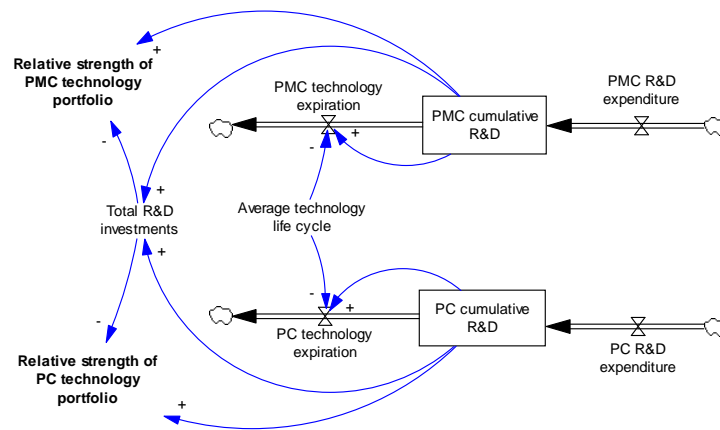 +
Relative strength of
PMC technology
portfolio
PMC technology
expiration
PMC cumulative
R&D
PMC R&D
expenditure
+
-
-
+
Total R&D
investments
+
Average technology
life cycle
+
-
+
PC technology
expiration
PC cumulative
R&D
PC R&D
expenditure
-
Relative strength of
PC technology
portfolio
+